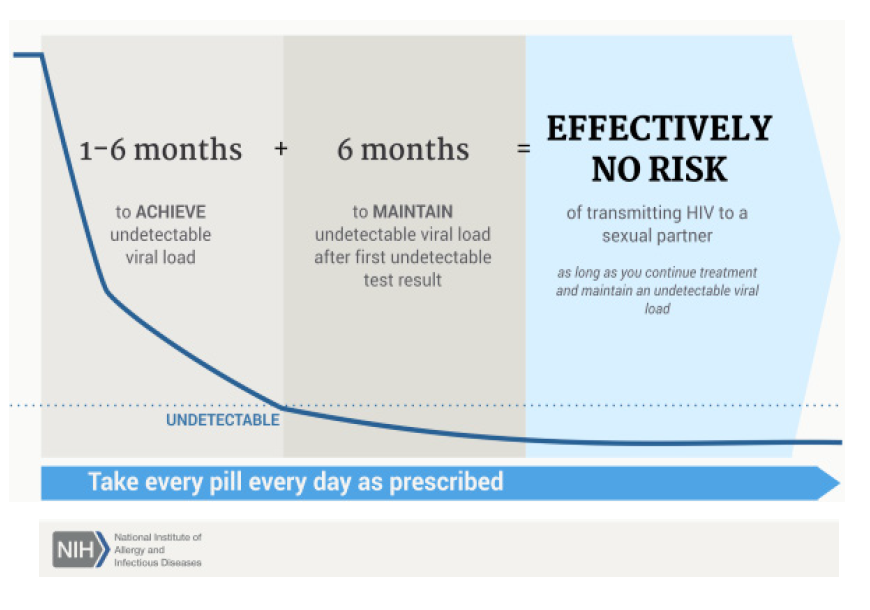 1–6 months
+
6 months
=
EFFECTIVELY
NO RISK
to ACHIEVE
undetectable
viral load
to MAINTAIN
undetectable viral load
after first undetectable
test result
of transmitting HIV to a
sexual partner
as long as you continue treatment
and maintain an undetectable viral
load
UNDETECTABLE
Take every pill every day as prescribed
NIH
National Institute of
Allergy and
Infectious Diseases